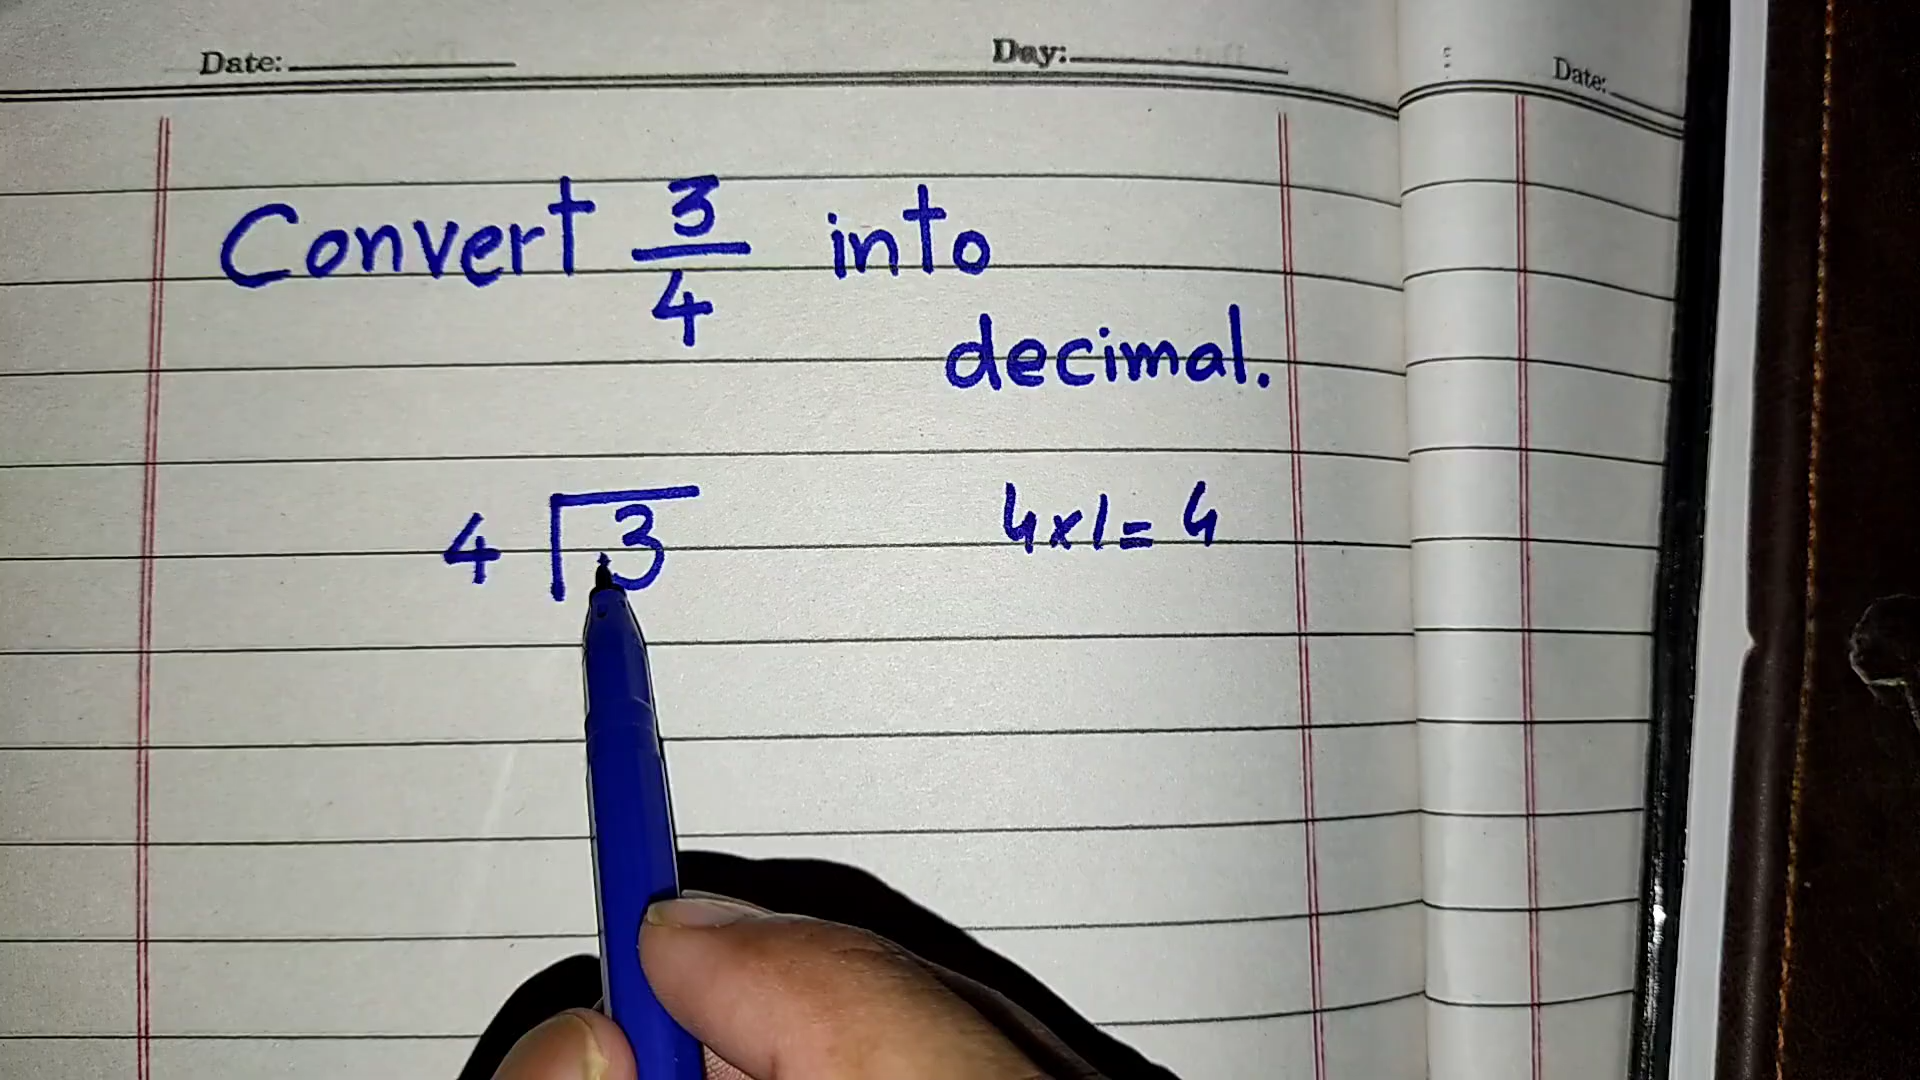 Date: Day: Date:
Convert 3/4 into
decimal.
4 3 4x1=4